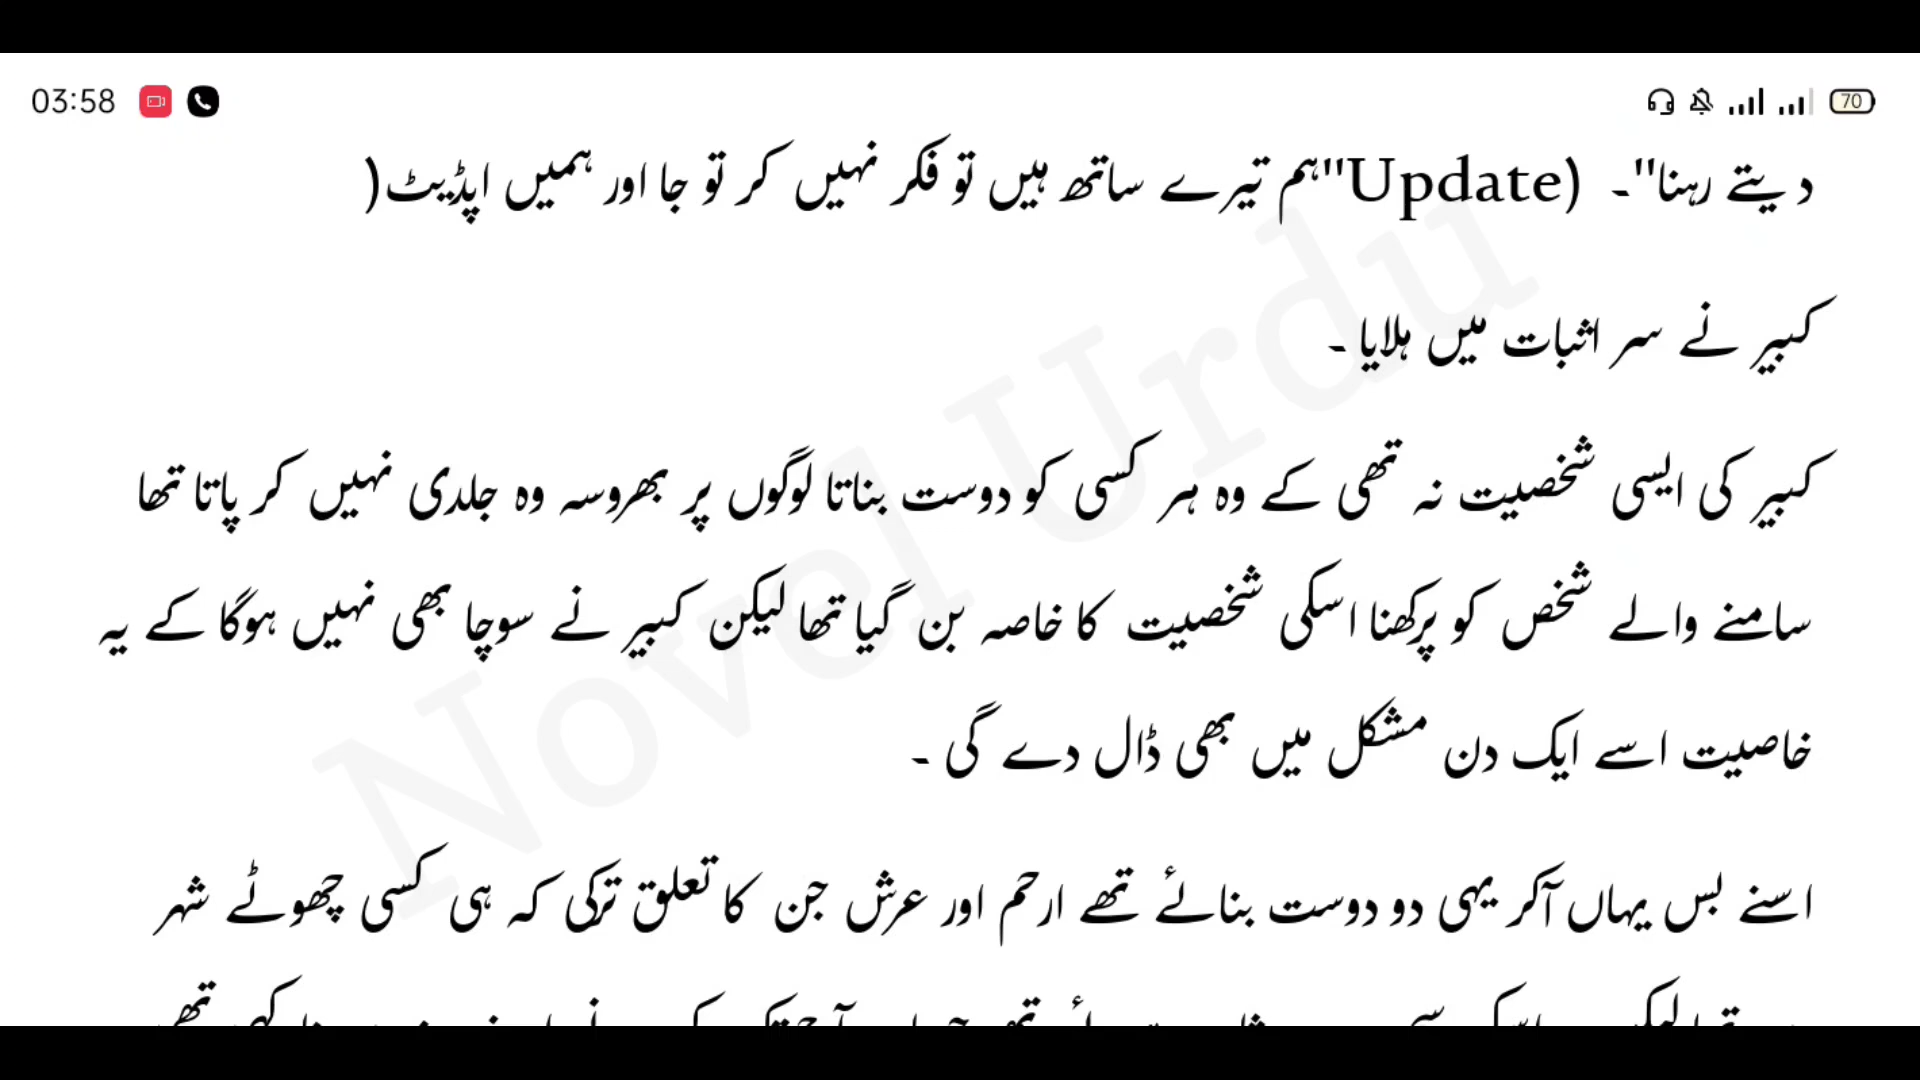 03:58
70
دیتے رہنا"۔ (Update"ہم تیرے ساتھ ہیں تو فکر نہیں کر تو جا اور ہمیں اپڈیٹ(
کبیر نے سر اثبات میں ہلایا ۔
کبیر کی ایسی شخصیت نہ تھی کے وہ ہر کسی کو دوست بناتا لوگوں پر بھروسہ وہ جلدی نہیں کر پاتا تھا
سامنے والے شخص کو پرکھنا اسکی شخصیت کا خاصہ بن گیا تھا لیکن کبیر نے سوچا بھی نہیں ہوگا کے یہ
خاصیت اسے ایک دن مشکل میں بھی ڈال دے گی ۔
اسنے بس یہاں آکر یہی دو دوست بنائے تھے ارحم اور عرش جن کا تعلق ترکی کہ ہی کسی چھوٹے شہر
Novel Urdu